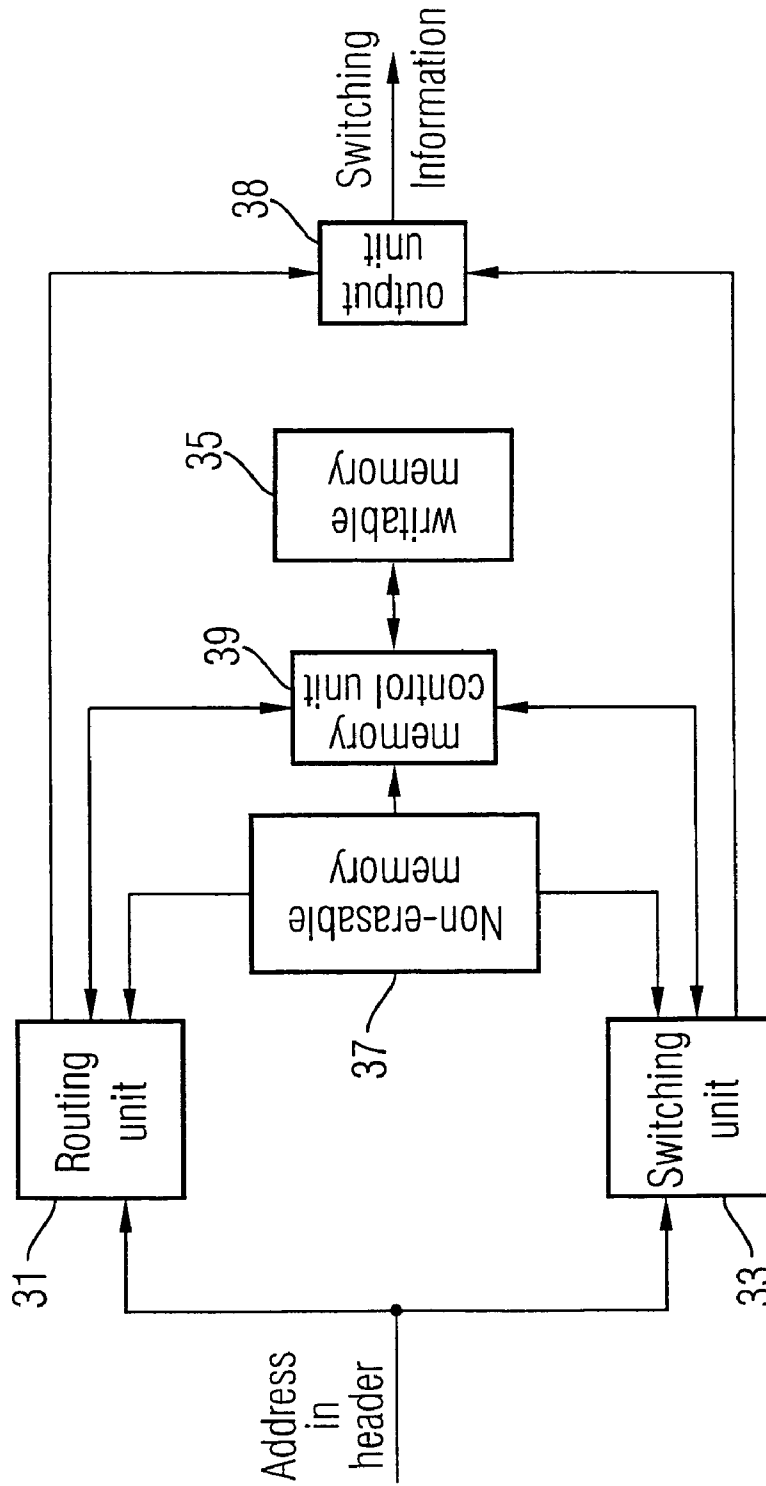 Address
in
header
31
Routing
unit
33
Switching
unit
37
Non-erasable
memory
39
memory
control unit
35
writable
memory
38
output
unit
Switching
Information